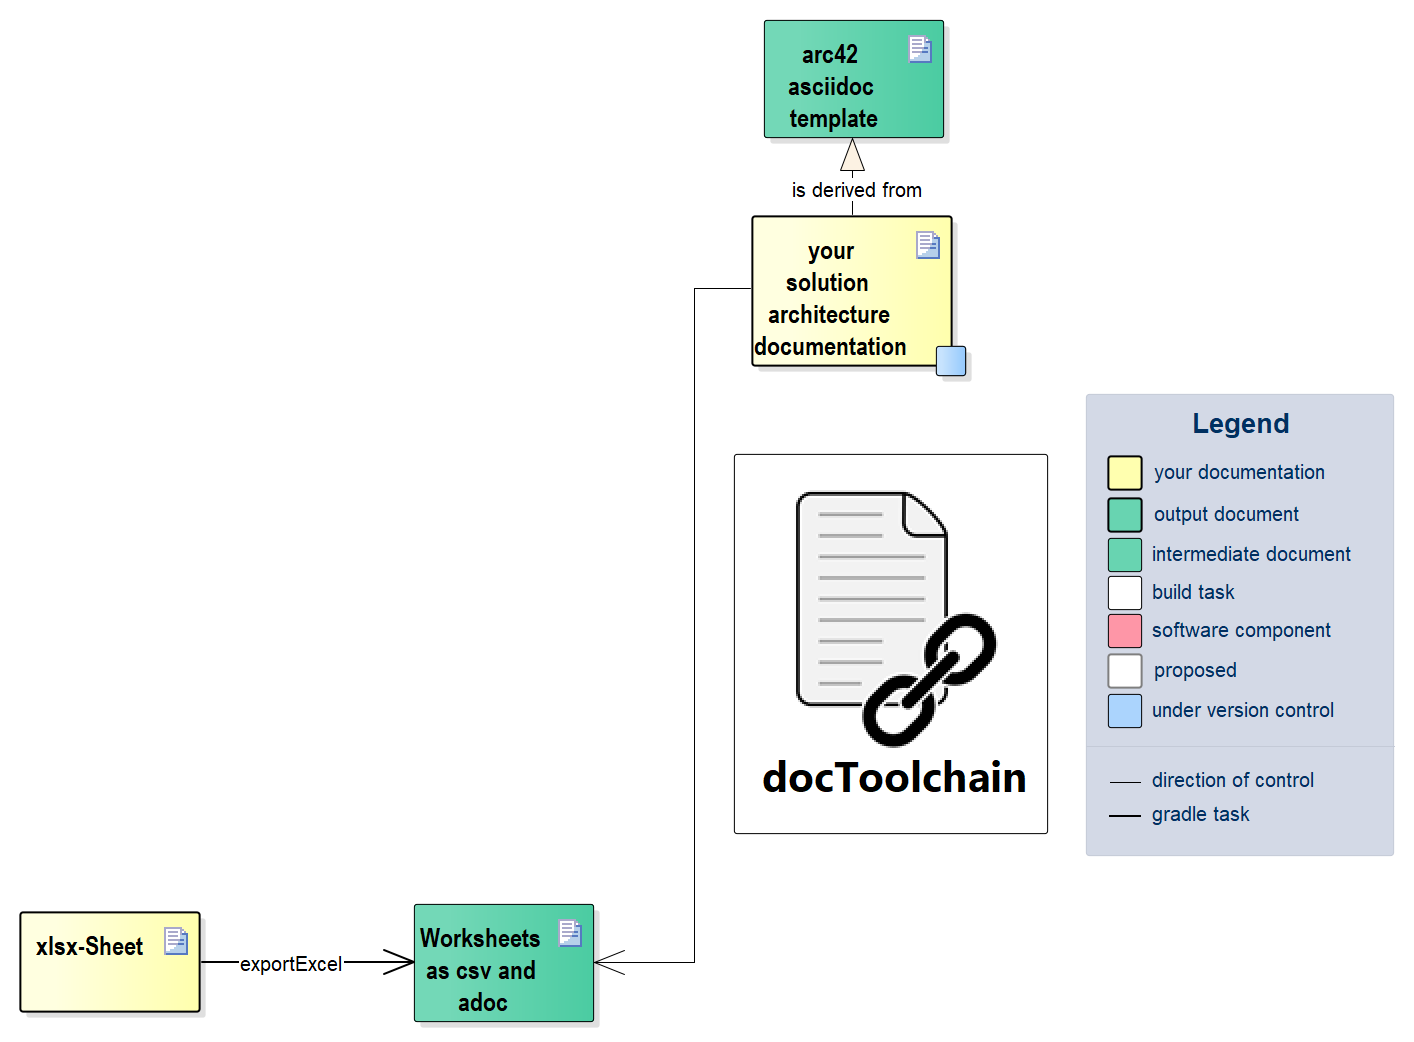 arc42
asciidoc
template
is derived from
your
solution
architecture
documentation
Legend
your documentation
output document
intermediate document
build task
software component
proposed
under version control
direction of control
gradle task
docToolchain
xlsx-Sheet
exportExcel
Worksheets
as csv and
adoc